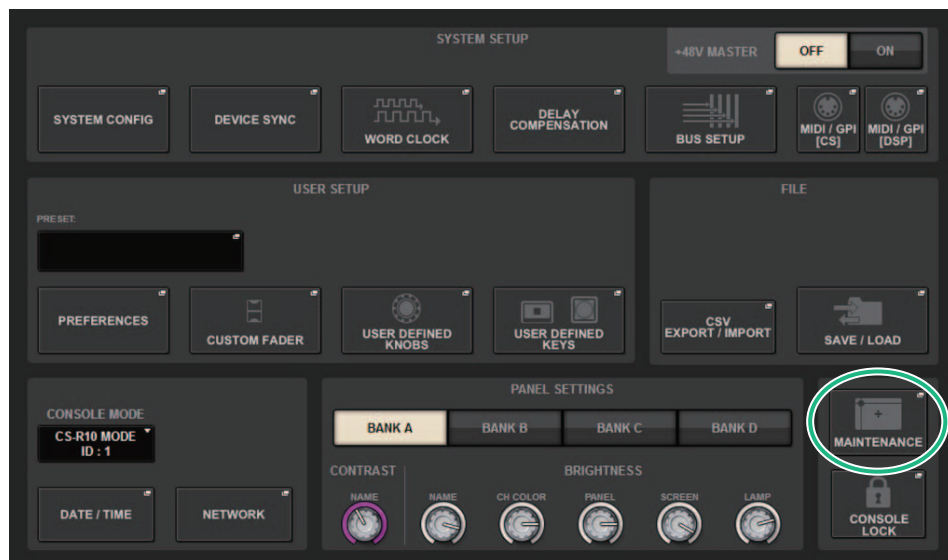 SYSTEM SETUP
+48V MASTER
OFF
ON
SYSTEM CONFIG
DEVICE SYNC
WORD CLOCK
DELAY
COMPENSATION
BUS SETUP
MIDI / GPI
[CS]
MIDI / GPI
[DSP]
USER SETUP
PRESET:
PREFERENCES
CUSTOM FADER
USER DEFINED
KNOBS
USER DEFINED
KEYS
FILE
CSV
EXPORT / IMPORT
SAVE / LOAD
CONSOLE MODE
CS-R10 MODE
ID : 1
DATE / TIME
NETWORK
PANEL SETTINGS
BANK A
BANK B
BANK C
BANK D
CONTRAST
BRIGHTNESS
NAME
NAME
CH COLOR
PANEL
SCREEN
LAMP
MAINTENANCE
CONSOLE
LOCK